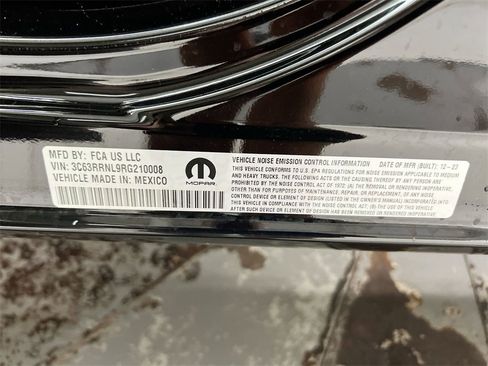 MFD BY: FCA US LLC
VIN: 3C63RRNL9RG210008
VEHICLE MADE IN: MEXICO
MOPAR
VEHICLE NOISE EMISSION CONTROL INFORMATION DATE OF MFR (BUILT): 12-23
THIS VEHICLE CONFORMS TO U.S. EPA REGULATIONS FOR NOISE EMISSION APPLICABLE TO MEDIUM
THE FOLLOWING ACTS OR THE CAUSING THEREOF BY ANY PERSON ARE
PROHIBITED BY THE NOISE CONTROL ACT OF 1972: (A) THE REMOVAL OR RENDERING INOPERATIVE,
OTHER THAN FOR PURPOSES OF MAINTENANCE, REPAIR, OR REPLACEMENT, OF ANY NOISE
CONTROL DEVICE OR ELEMENT OF DESIGN (LISTED IN THE OWNER'S MANUAL) INCORPORATED INTO
THIS VEHICLE IN COMPLIANCE WITH THE NOISE CONTROL ACT; (B) THE USE OF THIS VEHICLE
AFTER SUCH DEVICE OR ELEMENT OF DESIGN HAS BEEN REMOVED OR RENDERED INOPERATIVE.